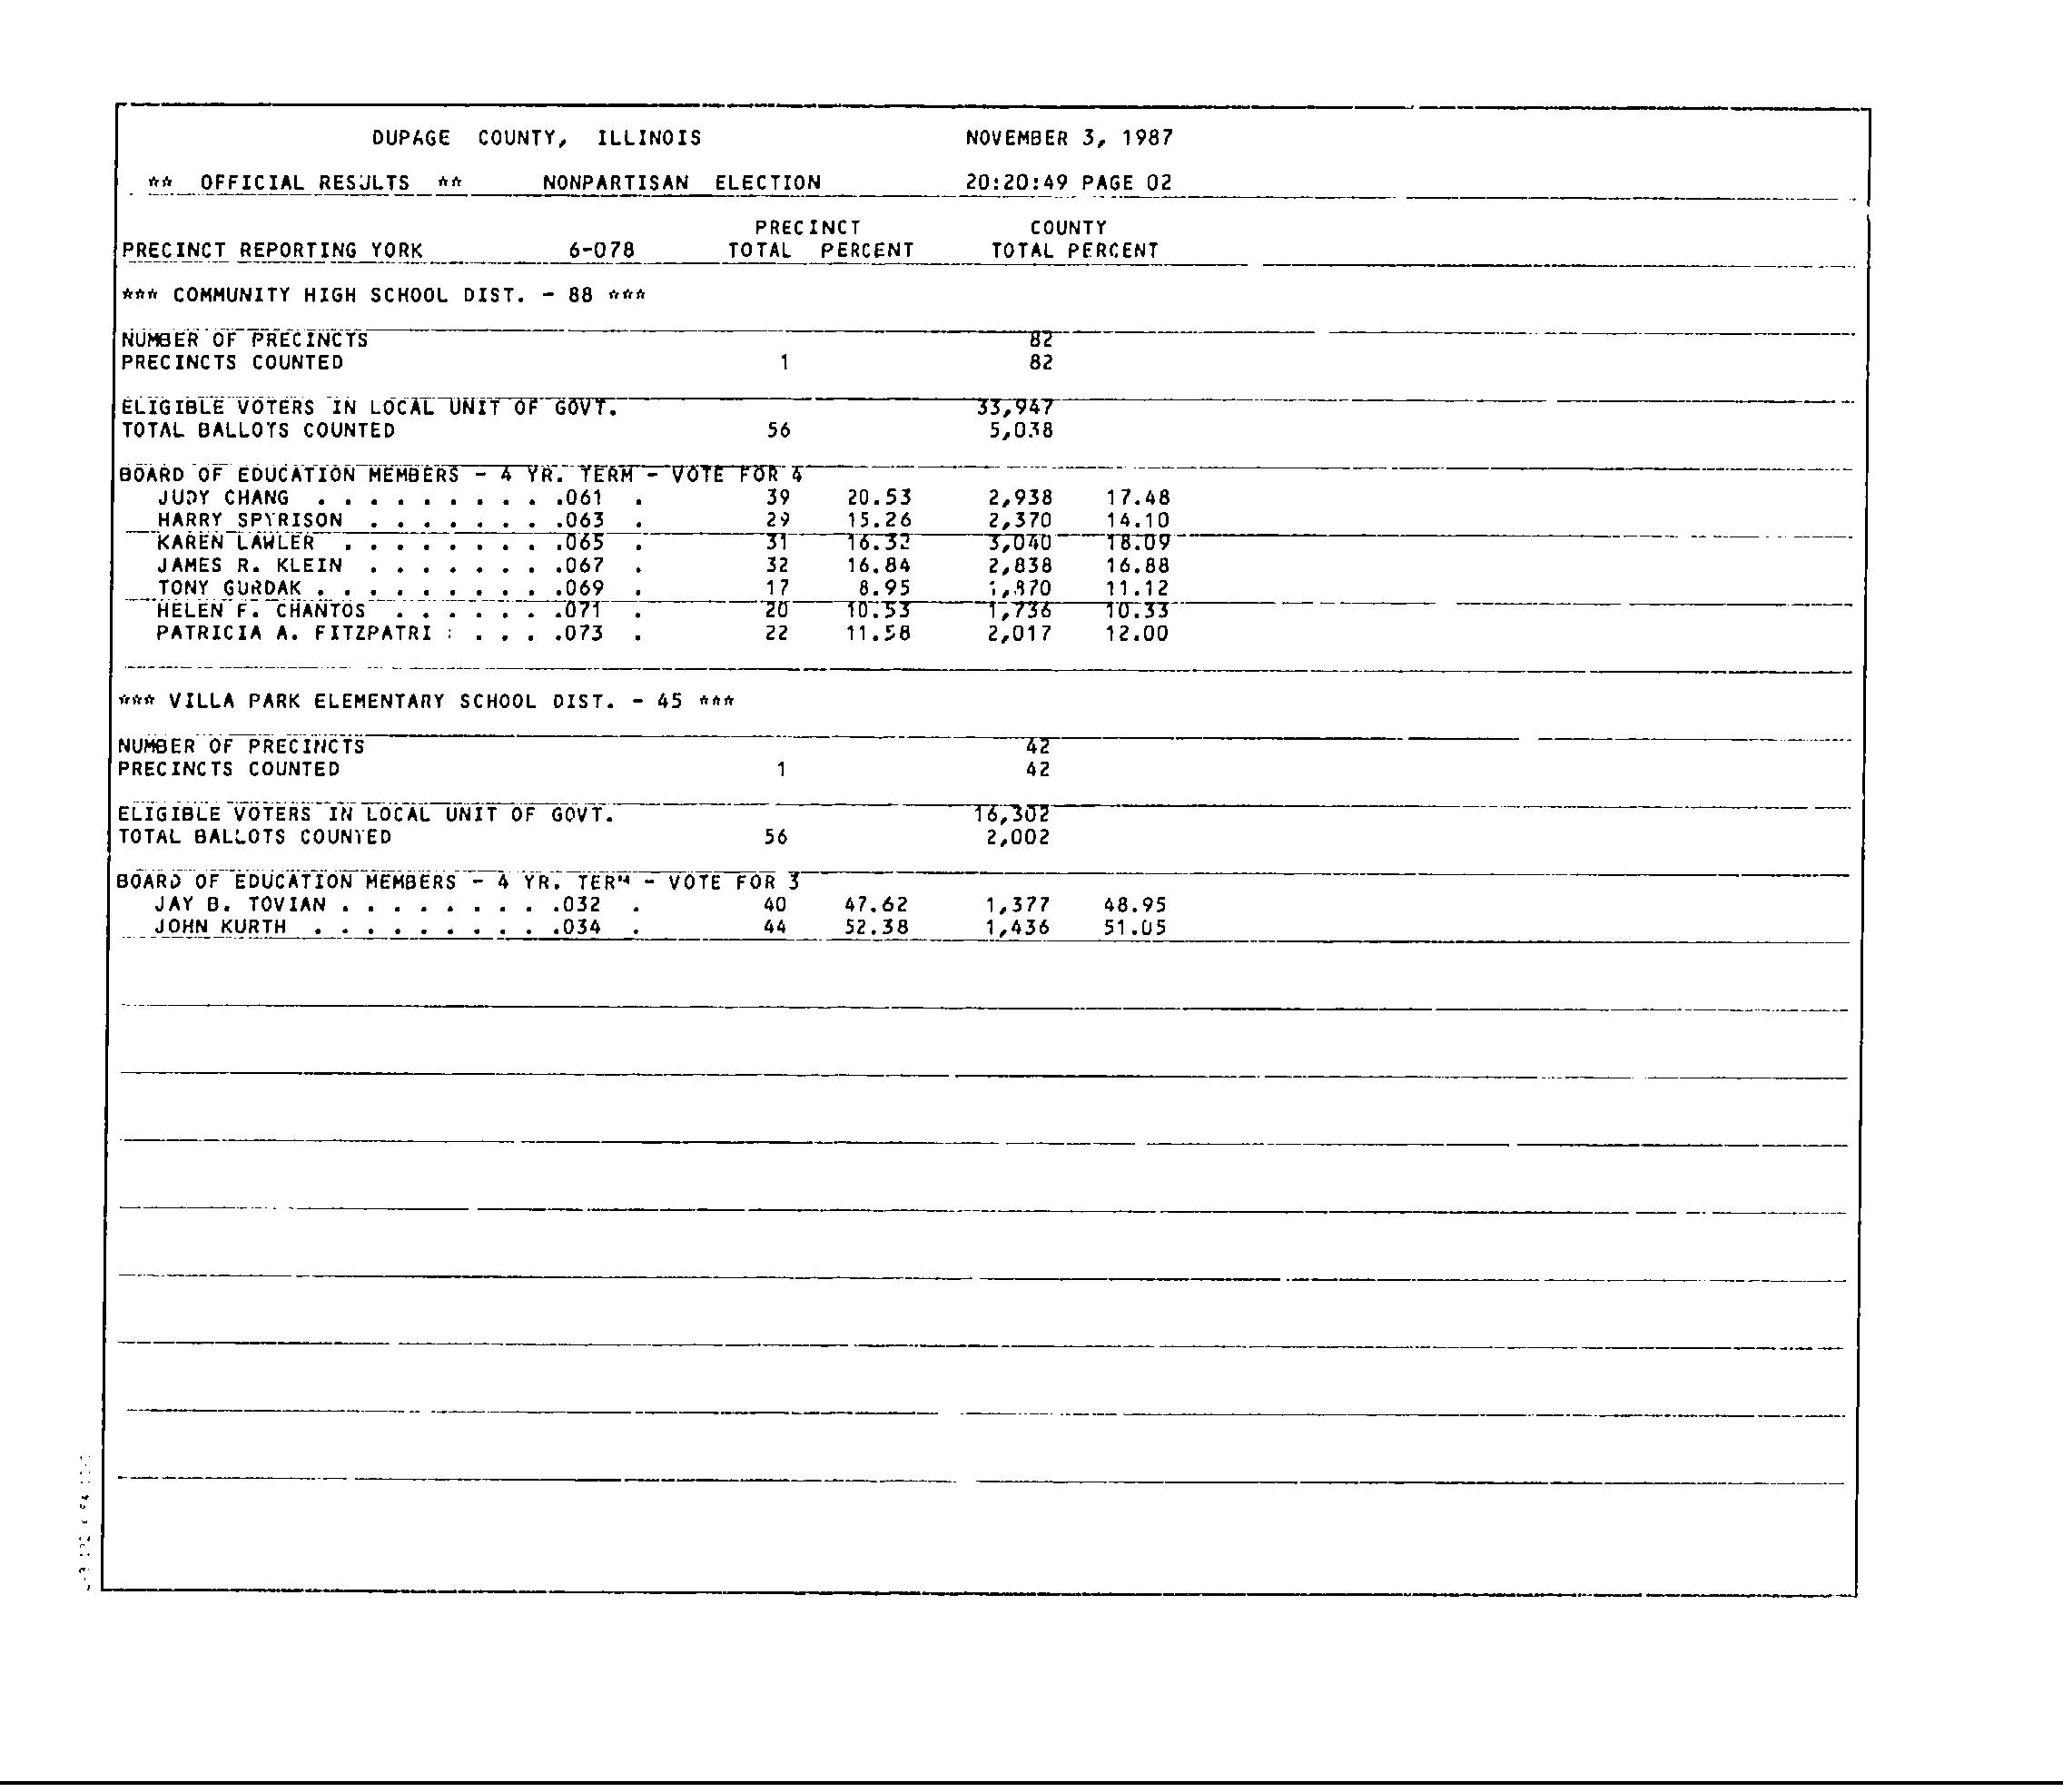 DUPAGE COUNTY, ILLINOIS NOVEMBER 3, 1987
** OFFICIAL RESULTS ** NONPARTISAN ELECTION 20:20:49 PAGE 02
PRECINCT COUNTY
PRECINCT REPORTING YORK 6-078 TOTAL PERCENT TOTAL PERCENT
*** COMMUNITY HIGH SCHOOL DIST. - 88 ***
NUMBER OF PRECINCTS 82
PRECINCTS COUNTED 1 82
ELIGIBLE VOTERS IN LOCAL UNIT OF GOVT. 33,947
TOTAL BALLOTS COUNTED 56 5,038
BOARD OF EDUCATION MEMBERS - 4 YR. TERM - VOTE FOR 4
JUDY CHANG . . . . . . . . . .061 . 39 20.53 2,938 17.48
HARRY SPYRISON . . . . . . . .063 . 29 15.26 2,370 14.10
KAREN LAWLER . . . . . . . . .065 . 31 16.32 3,040 18.09
JAMES R. KLEIN . . . . . . . .067 . 32 16.84 2,838 16.88
TONY GURDAK . . . . . . . . . .069 . 17 8.95 1,870 11.12
HELEN F. CHANTOS . . . . . . .071 . 20 10.53 1,736 10.33
PATRICIA A. FITZPATRI : . . . .073 . 22 11.58 2,017 12.00
*** VILLA PARK ELEMENTARY SCHOOL DIST. - 45 ***
NUMBER OF PRECINCTS 42
PRECINCTS COUNTED 1 42
ELIGIBLE VOTERS IN LOCAL UNIT OF GOVT. 16,302
TOTAL BALLOTS COUNTED 56 2,002
BOARD OF EDUCATION MEMBERS - 4 YR. TERM - VOTE FOR 3
JAY B. TOVIAN . . . . . . . . .032 . 40 47.62 1,377 48.95
JOHN KURTH . . . . . . . . . .034 . 44 52.38 1,436 51.05